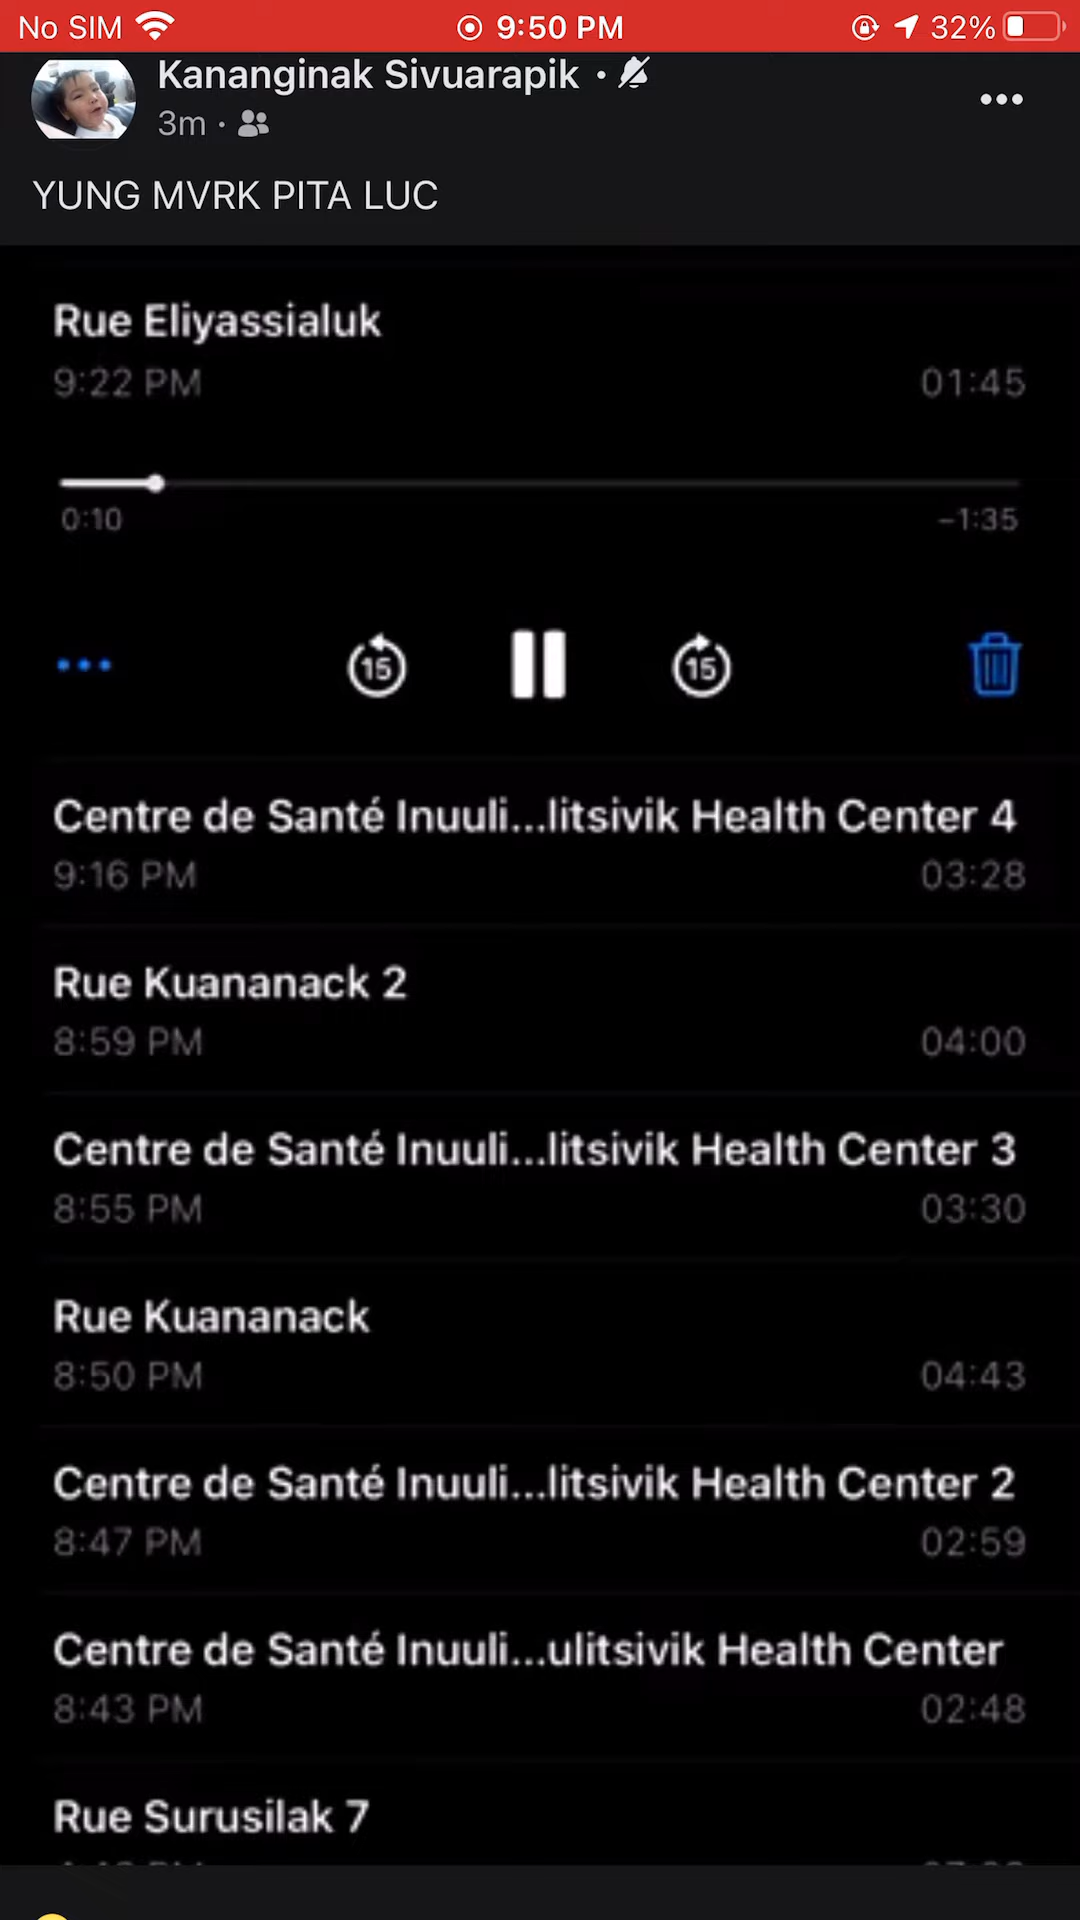 No SIM 9:50 PM 32%
Kananginak Sivuarapik ·
3m ·
YUNG MVRK PITA LUC
Rue Eliyassialuk
9:22 PM 01:45
0:10 -1:35
15 15
Centre de Santé Inuuli...litsivik Health Center 4
9:16 PM 03:28
Rue Kuananack 2
8:59 PM 04:00
Centre de Santé Inuuli...litsivik Health Center 3
8:55 PM 03:30
Rue Kuananack
8:50 PM 04:43
Centre de Santé Inuuli...litsivik Health Center 2
8:47 PM 02:59
Centre de Santé Inuuli...ulitsivik Health Center
8:43 PM 02:48
Rue Surusilak 7